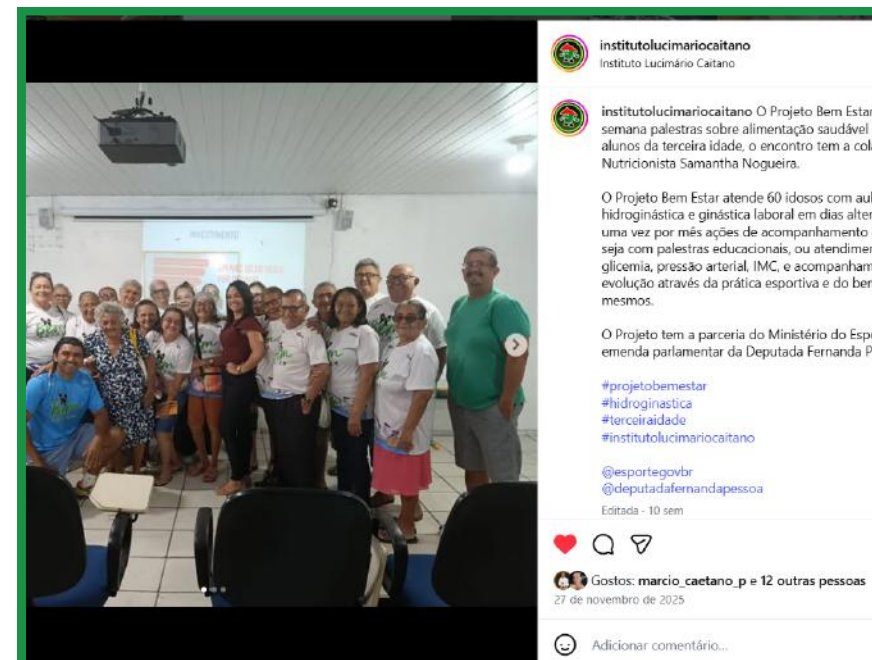 institutolucimariocaitano
Instituto Lucimário Caitano
institutolucimariocaitano O Projeto Bem Estar
semana palestras sobre alimentação saudável
alunos da terceira idade, o encontro tem a col
Nutricionista Samantha Nogueira.
O Projeto Bem Estar atende 60 idosos com aul
hidroginástica e ginástica laboral em dias alter
uma vez por mês ações de acompanhamento
seja com palestras educacionais, ou atendimen
glicemia, pressão arterial, IMC, e acompanham
evolução através da prática esportiva e do ber
mesmos.
O Projeto tem a parceria do Ministério do Espo
emenda parlamentar da Deputada Fernanda P
#projetobemestar
#hidroginastica
#terceiraidade
#institutolucimariocaitano
@esportegovbr
@deputadafernandapessoa
Editada · 10 sem
Gostos: marcio_caetano_p e 12 outras pessoas
27 de novembro de 2025
Adicionar comentário...
INVESTIMENTO